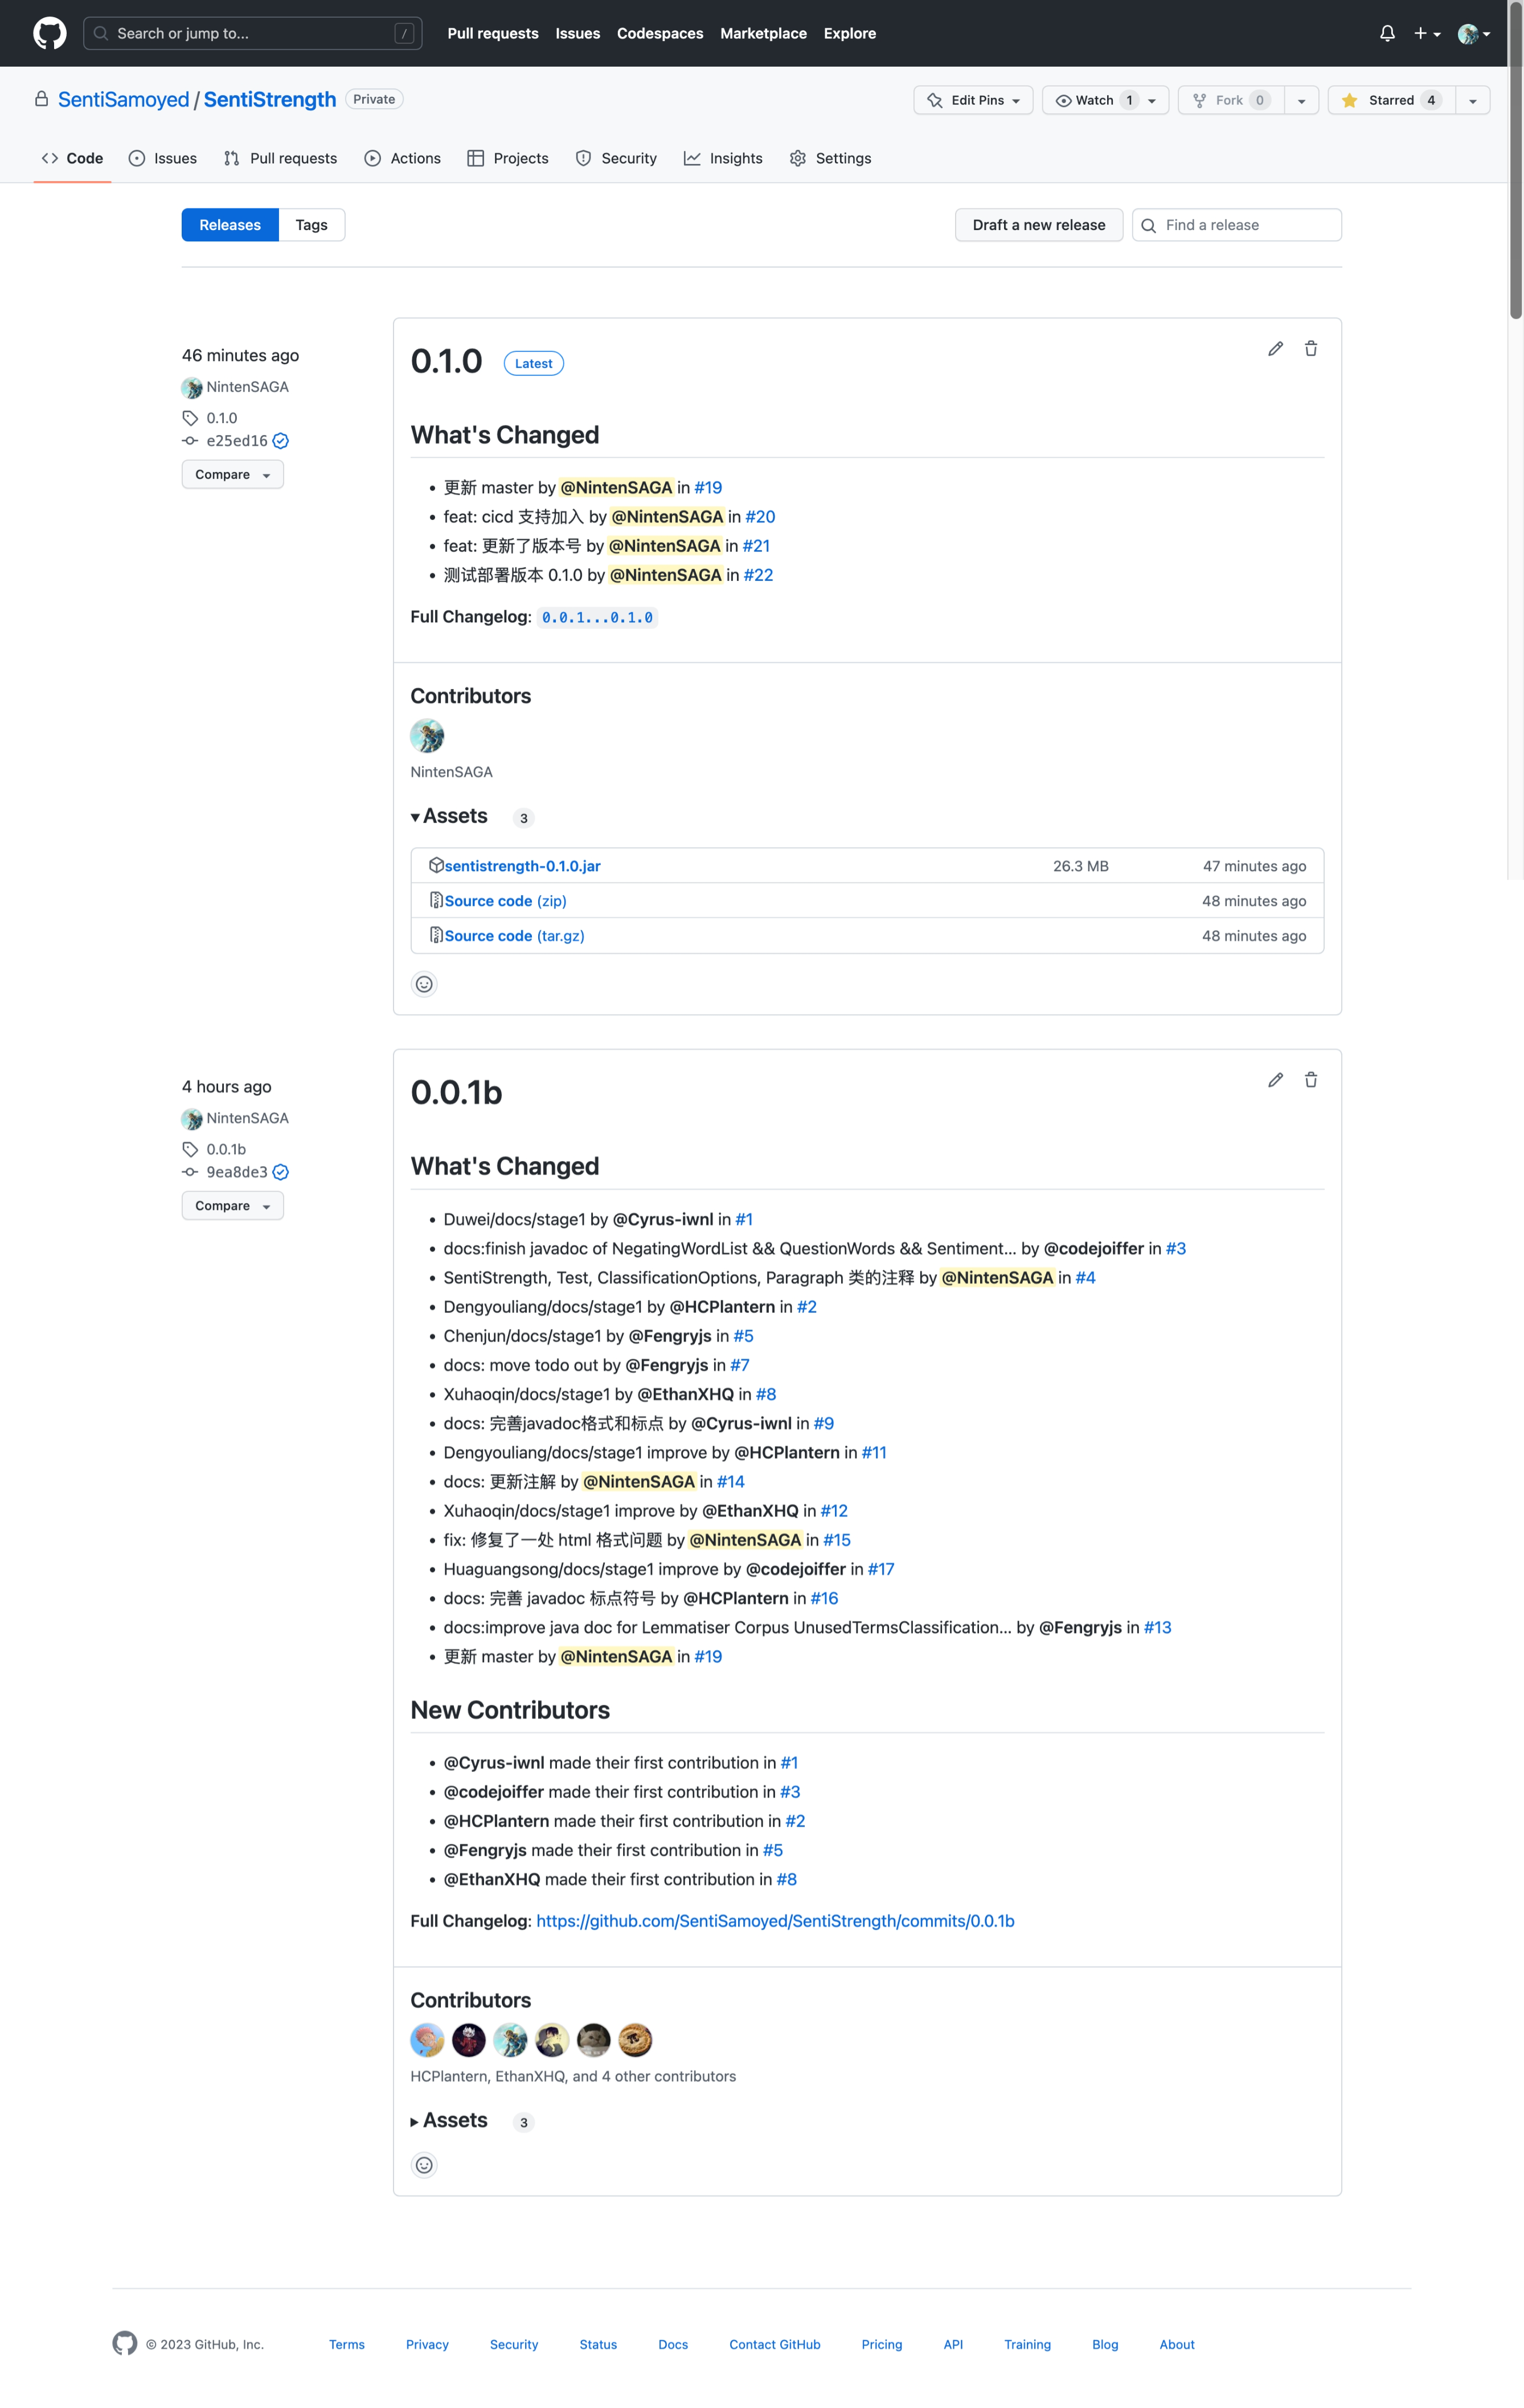 Search or jump to... /
Pull requests Issues Codespaces Marketplace Explore
SentiSamoyed / SentiStrength Private
Edit Pins Watch 1 Fork 0 Starred 4
Code Issues Pull requests Actions Projects Security Insights Settings
Releases Tags
Draft a new release Find a release
46 minutes ago
NintenSAGA
0.1.0
e25ed16
Compare
0.1.0 Latest
What's Changed
更新 master by @NintenSAGA in #19
feat: cicd 支持加入 by @NintenSAGA in #20
feat: 更新了版本号 by @NintenSAGA in #21
测试部署版本 0.1.0 by @NintenSAGA in #22
Full Changelog: 0.0.1...0.1.0
Contributors
NintenSAGA
Assets 3
sentistrength-0.1.0.jar 26.3 MB 47 minutes ago
Source code (zip) 48 minutes ago
Source code (tar.gz) 48 minutes ago
4 hours ago
NintenSAGA
0.0.1b
9ea8de3
Compare
0.0.1b
What's Changed
Duwei/docs/stage1 by @Cyrus-iwnl in #1
docs:finish javadoc of NegatingWordList && QuestionWords && Sentiment... by @codejoiffer in #3
SentiStrength, Test, ClassificationOptions, Paragraph 类的注释 by @NintenSAGA in #4
Dengyouliang/docs/stage1 by @HCPlantern in #2
Chenjun/docs/stage1 by @Fengryjs in #5
docs: move todo out by @Fengryjs in #7
Xuhaoqin/docs/stage1 by @EthanXHQ in #8
docs: 完善javadoc格式和标点 by @Cyrus-iwnl in #9
Dengyouliang/docs/stage1 improve by @HCPlantern in #11
docs: 更新注解 by @NintenSAGA in #14
Xuhaoqin/docs/stage1 improve by @EthanXHQ in #12
fix: 修复了一处 html 格式问题 by @NintenSAGA in #15
Huaguangsong/docs/stage1 improve by @codejoiffer in #17
docs: 完善 javadoc 标点符号 by @HCPlantern in #16
docs:improve java doc for Lemmatiser Corpus UnusedTermsClassification... by @Fengryjs in #13
更新 master by @NintenSAGA in #19
New Contributors
@Cyrus-iwnl made their first contribution in #1
@codejoiffer made their first contribution in #3
@HCPlantern made their first contribution in #2
@Fengryjs made their first contribution in #5
@EthanXHQ made their first contribution in #8
Full Changelog: https://github.com/SentiSamoyed/SentiStrength/commits/0.0.1b
Contributors
HCPlantern, EthanXHQ, and 4 other contributors
Assets 3
© 2023 GitHub, Inc. Terms Privacy Security Status Docs Contact GitHub Pricing API Training Blog About